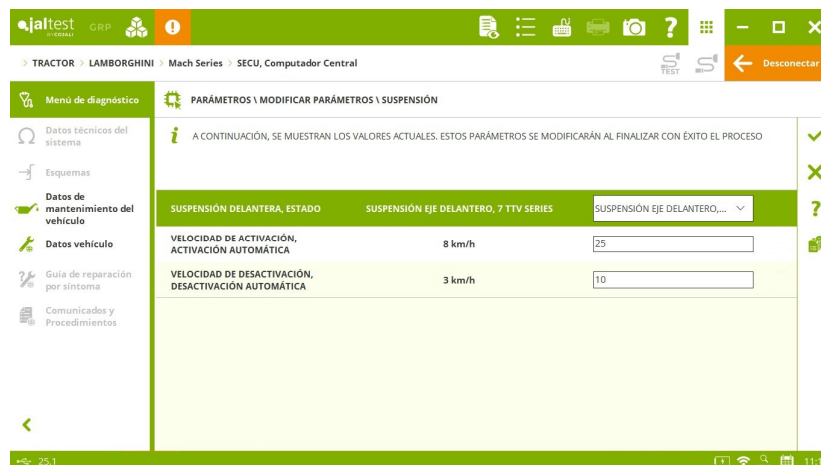 jaltest GRP
BY COJALI
> TRACTOR > LAMBORGHINI > Mach Series > SECU, Computador Central
TEST
Desconectar
Menú de diagnóstico
PARÁMETROS \ MODIFICAR PARÁMETROS \ SUSPENSIÓN
Datos técnicos del
sistema
A CONTINUACIÓN, SE MUESTRAN LOS VALORES ACTUALES. ESTOS PARÁMETROS SE MODIFICARÁN AL FINALIZAR CON ÉXITO EL PROCESO
Esquemas
Datos de
mantenimiento del
vehículo
SUSPENSIÓN DELANTERA, ESTADO SUSPENSIÓN EJE DELANTERO, 7 TTV SERIES SUSPENSIÓN EJE DELANTERO,...
Datos vehículo
VELOCIDAD DE ACTIVACIÓN,
ACTIVACIÓN AUTOMÁTICA
8 km/h 25
Guía de reparación
por síntoma
VELOCIDAD DE DESACTIVACIÓN,
DESACTIVACIÓN AUTOMÁTICA
3 km/h 10
Comunicados y
Procedimientos
25.1